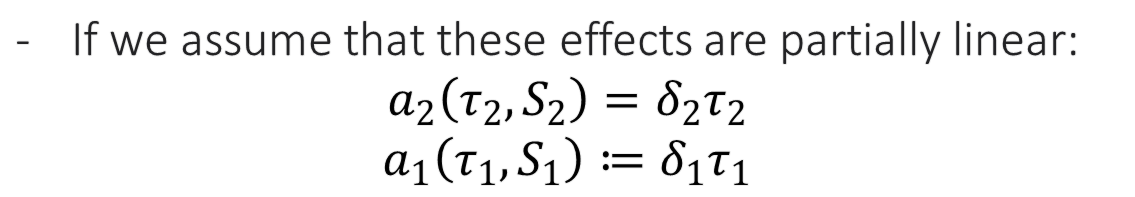 - If we assume that these effects are partially linear:
𝑎₂(𝜏₂, 𝑆₂) = 𝛿₂𝜏₂
𝑎₁(𝜏₁, 𝑆₁) ≔ 𝛿₁𝜏₁